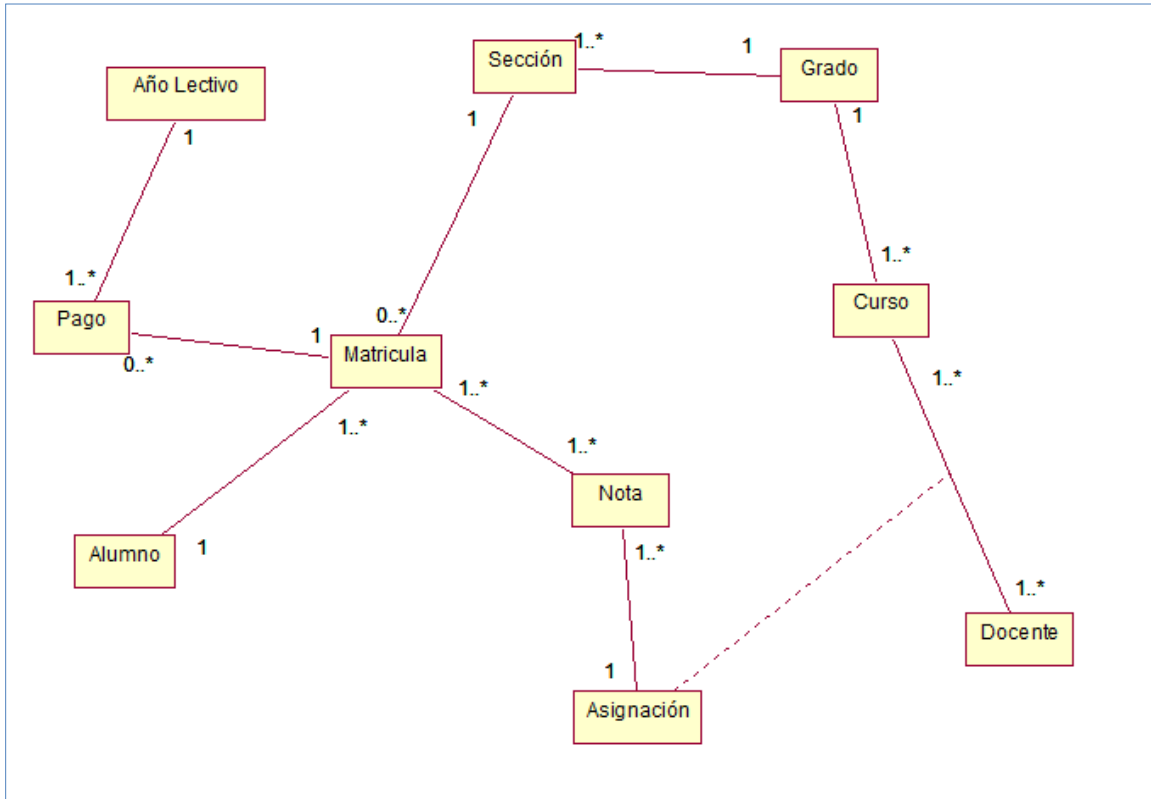 1..*
1
Sección
Grado
Año Lectivo
1
1
1
1..*
1..*
Pago
Curso
0..*
1
0..*
Matricula
1..*
1..*
1..*
1..*
Nota
Alumno
1
1..*
1..*
Docente
1
Asignación